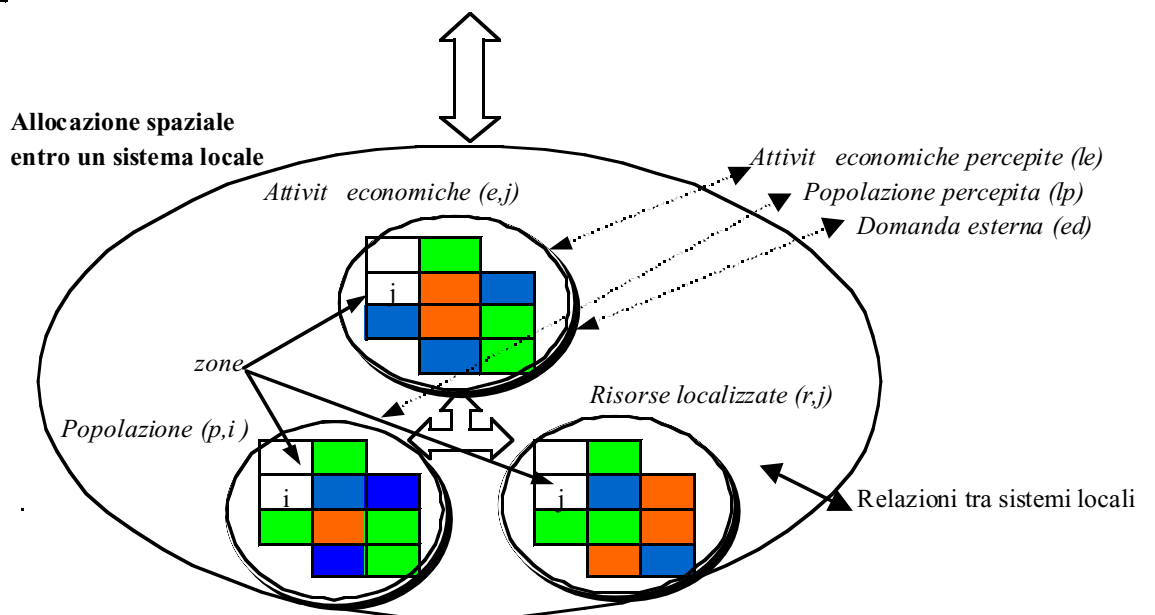 Allocazione spaziale
entro un sistema locale
Attivit economiche percepite (le)
Popolazione percepita (lp)
Domanda esterna (ed)
Attivit economiche (e,j)
j
zone
Risorse localizzate (r,j)
Popolazione (p,i )
i
j
Relazioni tra sistemi locali